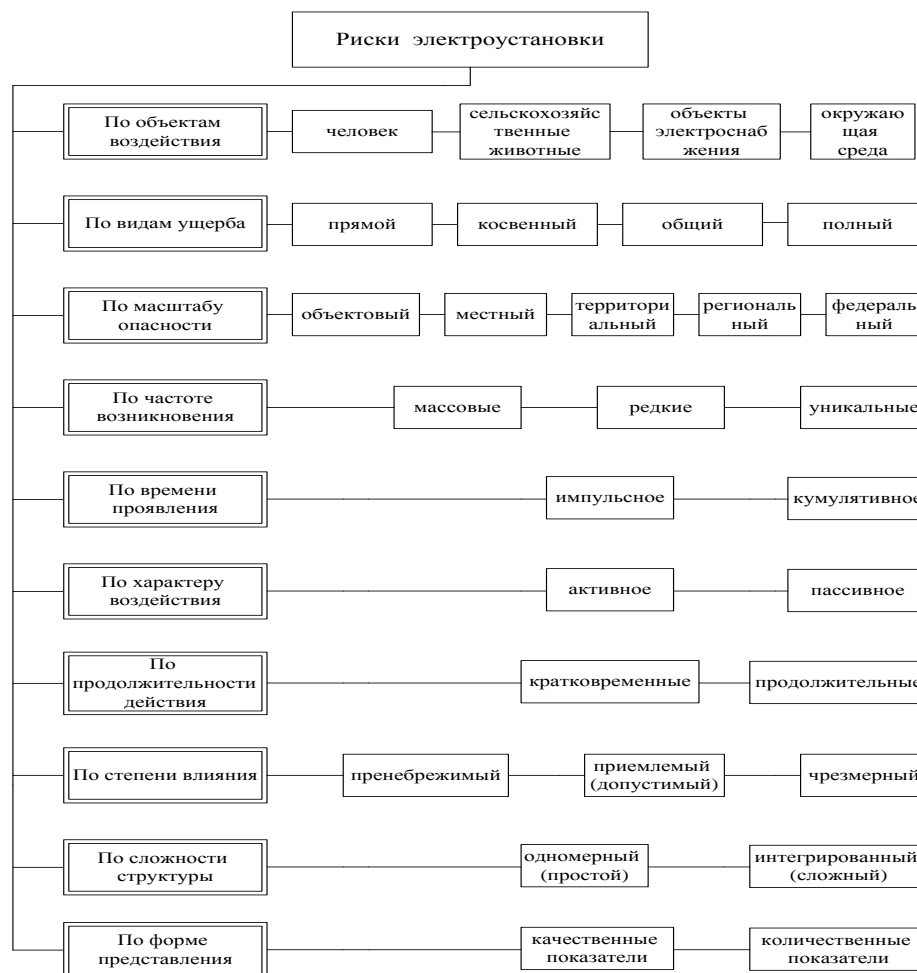 Риски электроустановки
По объектам
воздействия
человек
сельскохозяйс
твенные
животные
объекты
электроснаб
жения
окружаю
щая
среда
По видам ущерба
прямой
косвенный
общий
полный
По масштабу
опасности
объектовый
местный
территори
альный
региональ
ный
федераль
ный
По частоте
возникновения
массовые
редкие
уникальные
По времени
проявления
импульсное
кумулятивное
По характеру
воздействия
активное
пассивное
По
продолжительности
действия
кратковременные
продолжительные
По степени влияния
пренебрежимый
приемлемый
(допустимый)
чрезмерный
По сложности
структуры
одномерный
(простой)
интегрированный
(сложный)
По форме
представления
качественные
показатели
количественные
показатели